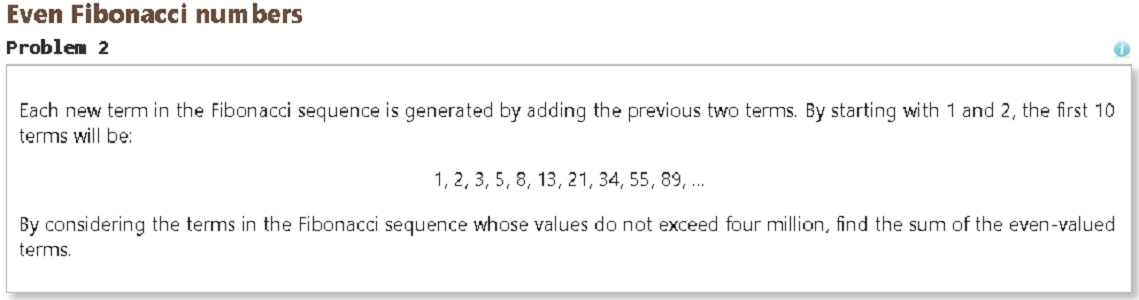 Even Fibonacci numbers
Problem 2
Each new term in the Fibonacci sequence is generated by adding the previous two terms. By starting with 1 and 2, the first 10
terms will be:
1, 2, 3, 5, 8, 13, 21, 34, 55, 89, ...
By considering the terms in the Fibonacci sequence whose values do not exceed four million, find the sum of the even-valued
terms.